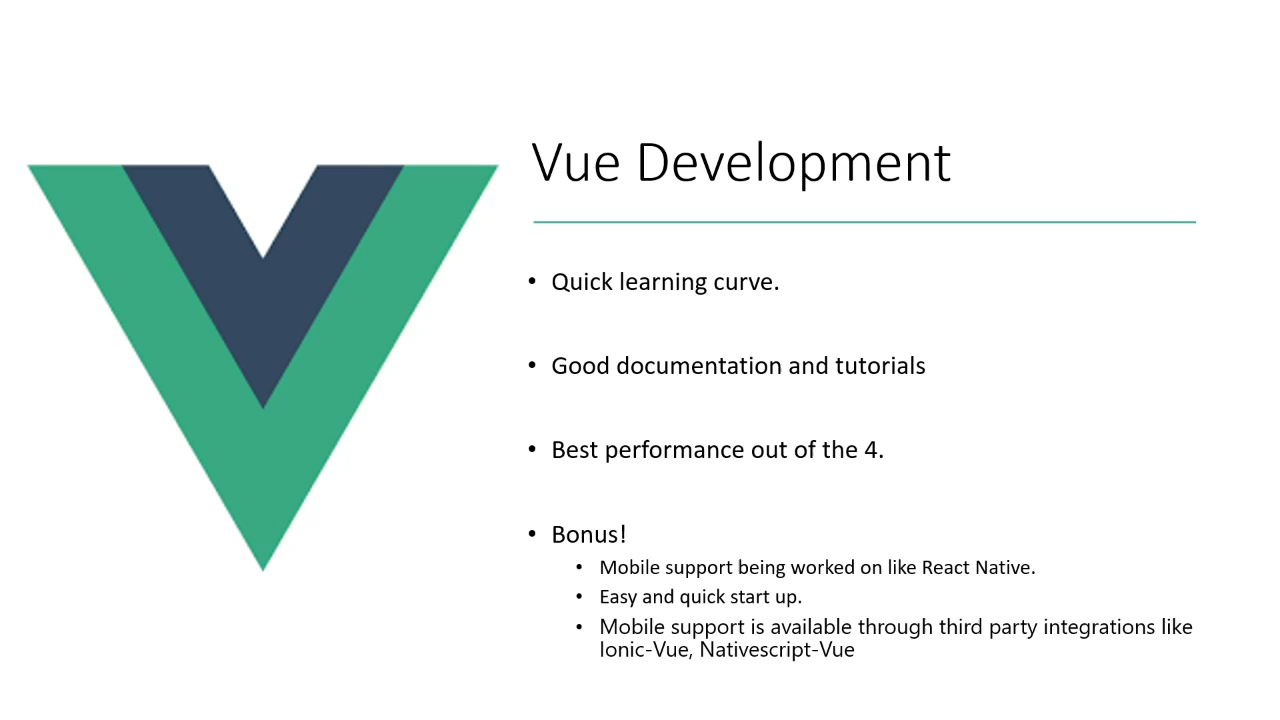 Vue Development
• Quick learning curve.
• Good documentation and tutorials
• Best performance out of the 4.
• Bonus!
• Mobile support being worked on like React Native.
• Easy and quick start up.
• Mobile support is available through third party integrations like
Ionic-Vue, Nativescript-Vue